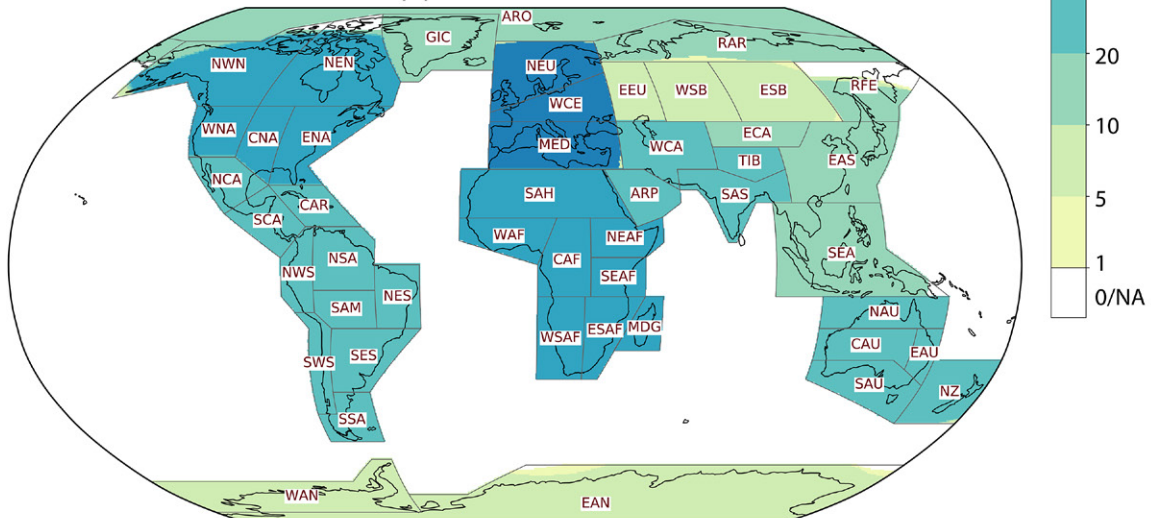 ARO
GIC
RAR
NWN
NEN
NEU
EEU
WSB
ESB
RFE
WCE
WNA
CNA
ENA
MED
WCA
ECA
TIB
EAS
NCA
CAR
SCA
SAH
ARP
SAS
WAF
NEAF
CAF
SEAF
SEA
NWS
NSA
NES
SAM
WSAF
ESAF
MDG
NAU
CAU
EAU
SAU
NZ
SWS
SES
SSA
WAN
EAN
20
10
5
1
0/NA